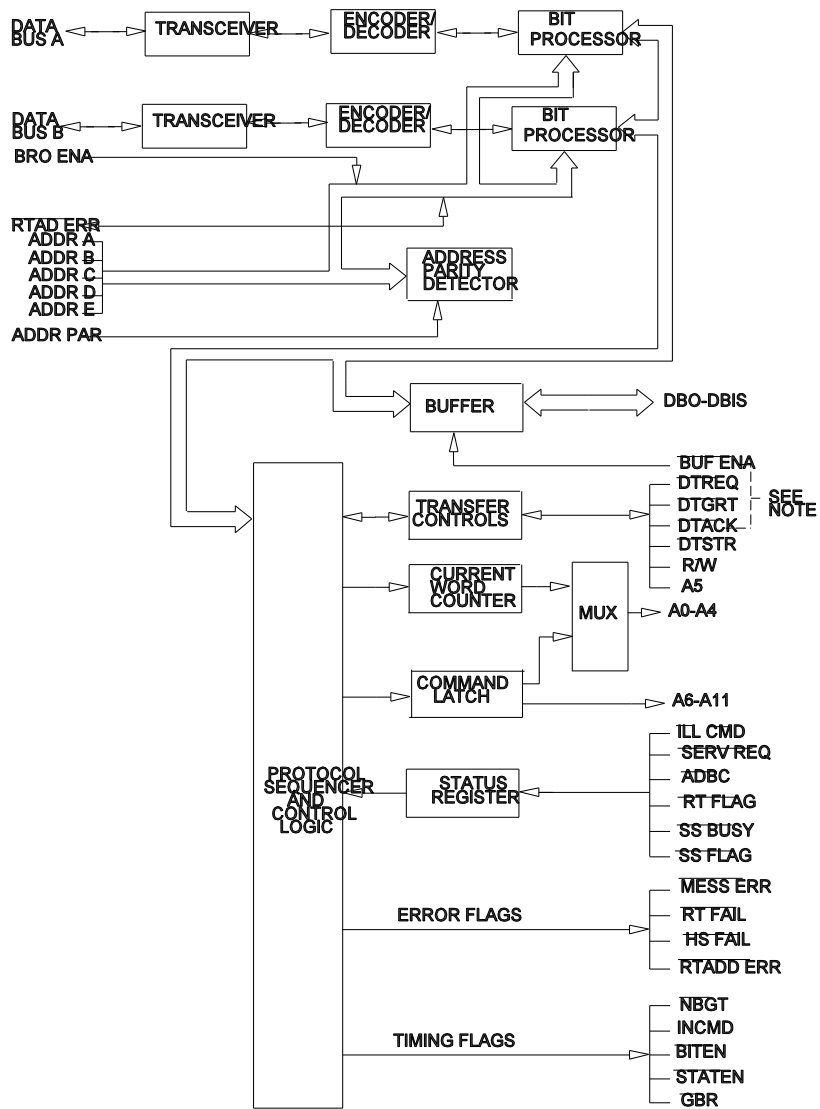 DATA
BUS A
TRANSCEIVER
ENCODER/
DECODER
BIT
PROCESSOR
DATA
BUS B
TRANSCEIVER
ENCODER/
DECODER
BIT
PROCESSOR
BRO ENA
RTAD ERR
ADDR A
ADDR B
ADDR C
ADDR D
ADDR E
ADDR PAR
ADDRESS
PARITY
DETECTOR
BUFFER
DBO-DBIS
BUF ENA
DTREQ
DTGRT
DTACK
DTSTR
R/W
A5
SEE
NOTE
TRANSFER
CONTROLS
CURRENT
WORD
COUNTER
MUX
A0-A4
COMMAND
LATCH
A6-A11
PROTOCOL
SEQUENCER
AND
CONTROL
LOGIC
STATUS
REGISTER
ILL CMD
SERV REQ
ADBC
RT FLAG
SS BUSY
SS FLAG
ERROR FLAGS
MESS ERR
RT FAIL
HS FAIL
RTADD ERR
TIMING FLAGS
NBGT
INCMD
BITEN
STATEN
GBR